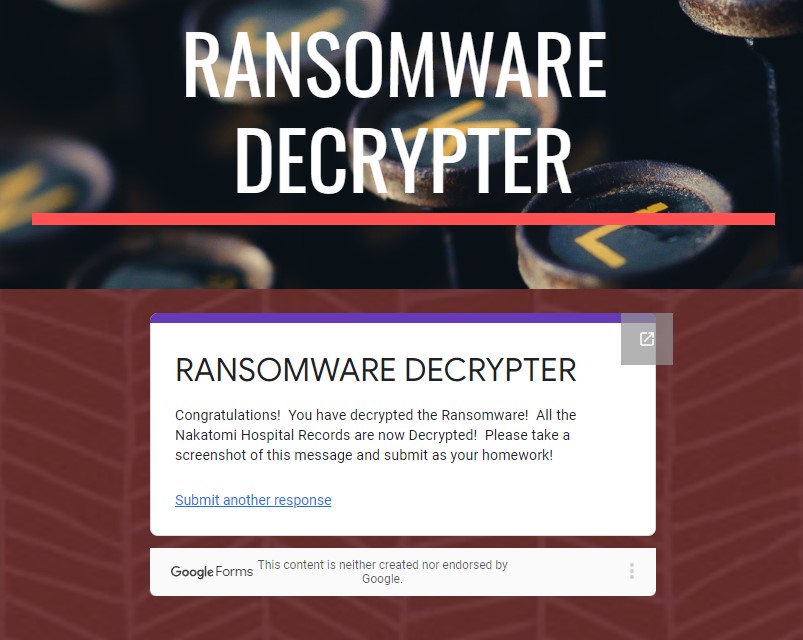 RANSOMWARE
DECRYPTER
RANSOMWARE DECRYPTER
Congratulations!  You have decrypted the Ransomware!  All the
Nakatomi Hospital Records are now Decrypted!  Please take a
screenshot of this message and submit as your homework!
Submit another response
Google Forms
This content is neither created nor endorsed by
Google.